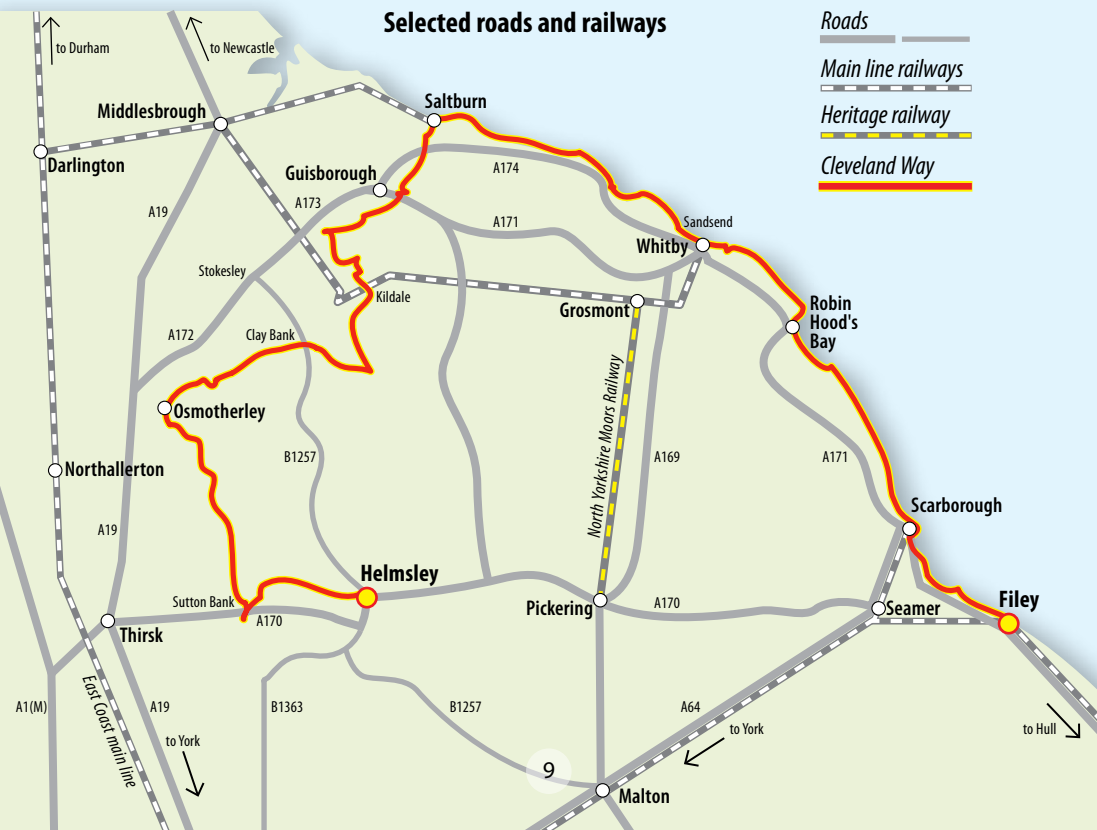 Selected roads and railways
Roads
Main line railways
Heritage railway
Cleveland Way
to Durham
to Newcastle
Middlesbrough
Saltburn
Darlington
Guisborough
A174
A173
A19
A171
Sandsend
Whitby
Stokesley
Kildale
Grosmont
Robin
Hood's
Bay
A172
Clay Bank
Osmotherley
North Yorkshire Moors Railway
B1257
A169
A171
Northallerton
Scarborough
A19
Helmsley
Sutton Bank
A170
Pickering
A170
Seamer
Filey
Thirsk
East Coast main line
A1(M)
A19
B1363
B1257
A64
to York
to York
to Hull
9
Malton